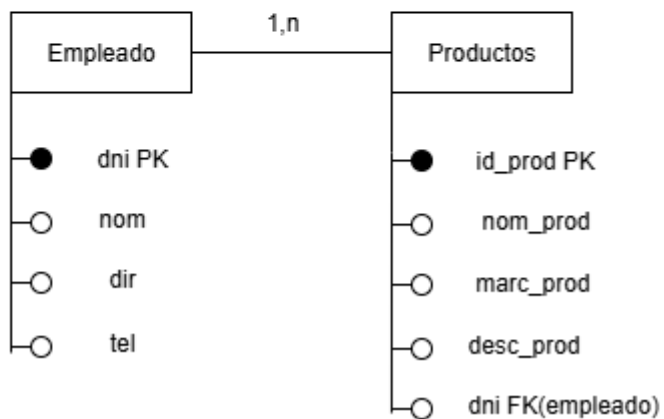 Empleado
1,n
Productos
dni PK
nom
dir
tel
id_prod PK
nom_prod
marc_prod
desc_prod
dni FK(empleado)